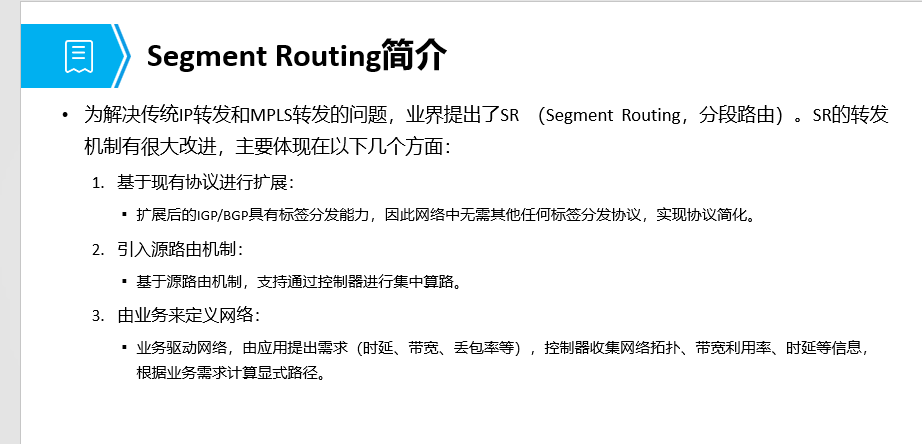 Segment Routing简介
• 为解决传统IP转发和MPLS转发的问题，业界提出了SR （Segment Routing，分段路由）。SR的转发
机制有很大改进，主要体现在以下几个方面：
1. 基于现有协议进行扩展：
▪ 扩展后的IGP/BGP具有标签分发能力，因此网络中无需其他任何标签分发协议，实现协议简化。
2. 引入源路由机制：
▪ 基于源路由机制，支持通过控制器进行集中算路。
3. 由业务来定义网络：
▪ 业务驱动网络，由应用提出需求（时延、带宽、丢包率等），控制器收集网络拓扑、带宽利用率、时延等信息，
根据业务需求计算显式路径。